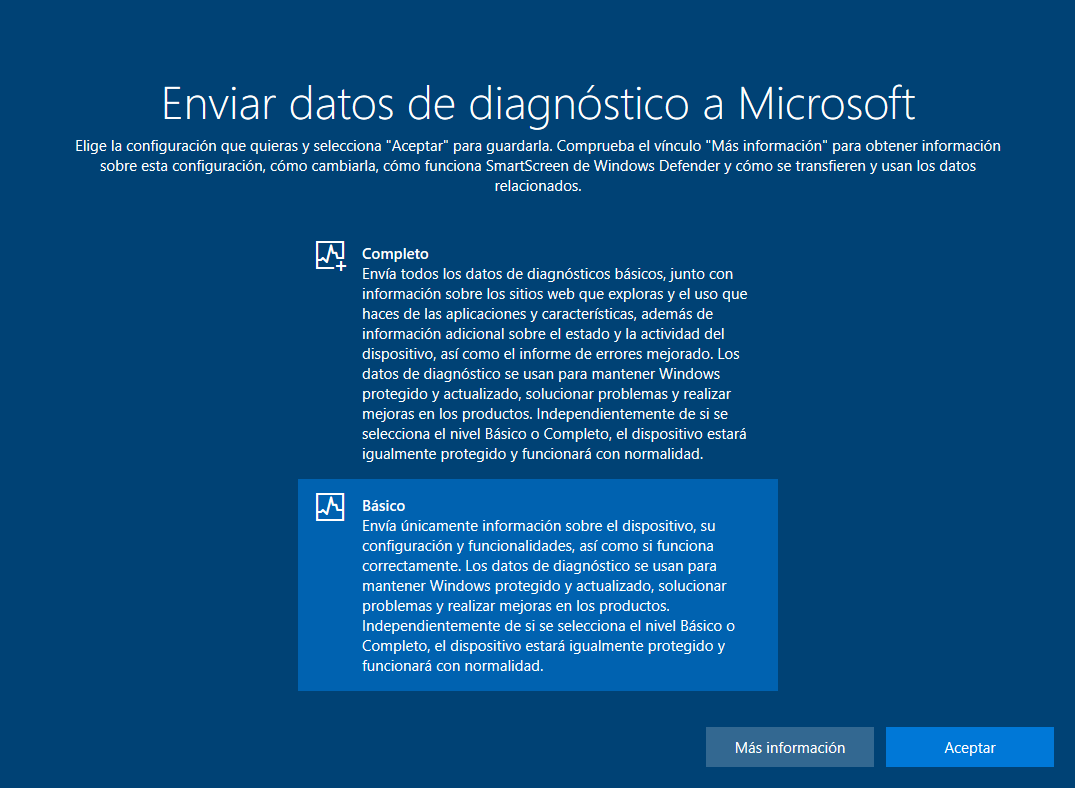 Enviar datos de diagnóstico a Microsoft
Elige la configuración que quieras y selecciona "Aceptar" para guardarla. Comprueba el vínculo "Más información" para obtener información
sobre esta configuración, cómo cambiarla, cómo funciona SmartScreen de Windows Defender y cómo se transfieren y usan los datos
relacionados.
Completo
Envía todos los datos de diagnósticos básicos, junto con
información sobre los sitios web que exploras y el uso que
haces de las aplicaciones y características, además de
información adicional sobre el estado y la actividad del
dispositivo, así como el informe de errores mejorado. Los
datos de diagnóstico se usan para mantener Windows
protegido y actualizado, solucionar problemas y realizar
mejoras en los productos. Independientemente de si se
selecciona el nivel Básico o Completo, el dispositivo estará
igualmente protegido y funcionará con normalidad.
Básico
Envía únicamente información sobre el dispositivo, su
configuración y funcionalidades, así como si funciona
correctamente. Los datos de diagnóstico se usan para
mantener Windows protegido y actualizado, solucionar
problemas y realizar mejoras en los productos.
Independientemente de si se selecciona el nivel Básico o
Completo, el dispositivo estará igualmente protegido y
funcionará con normalidad.
Más información
Aceptar